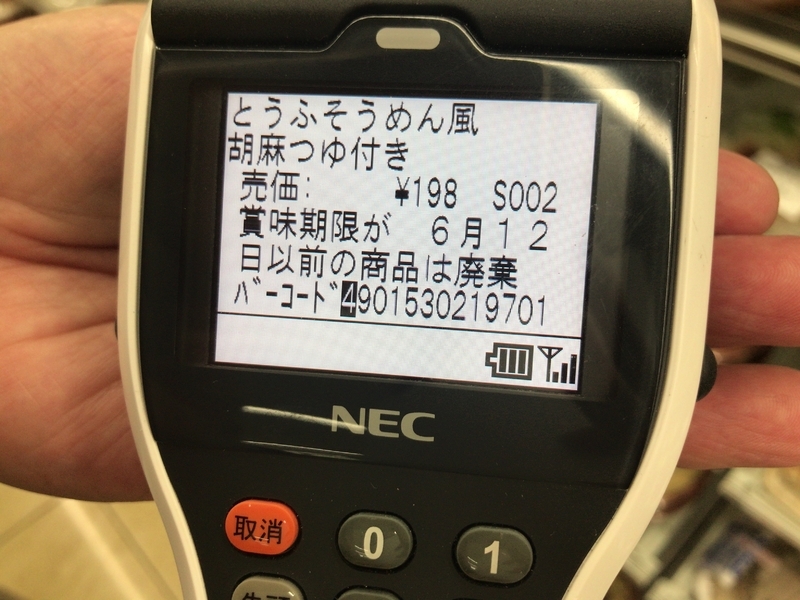 とうふそうめん風
胡麻つゆ付き
売価: ¥198 S002
賞味期限が 6月12
日以前の商品は廃棄
バーコード4901530219701
NEC
取消
0
1